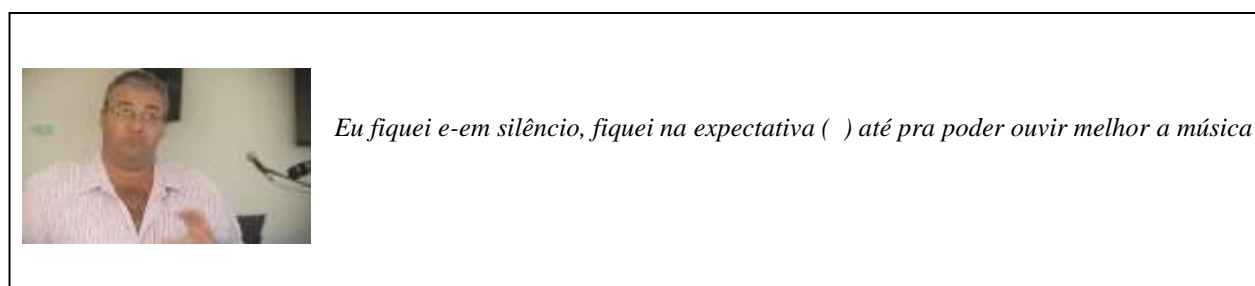 Eu fiquei e-em silêncio, fiquei na expectativa (  ) até pra poder ouvir melhor a música